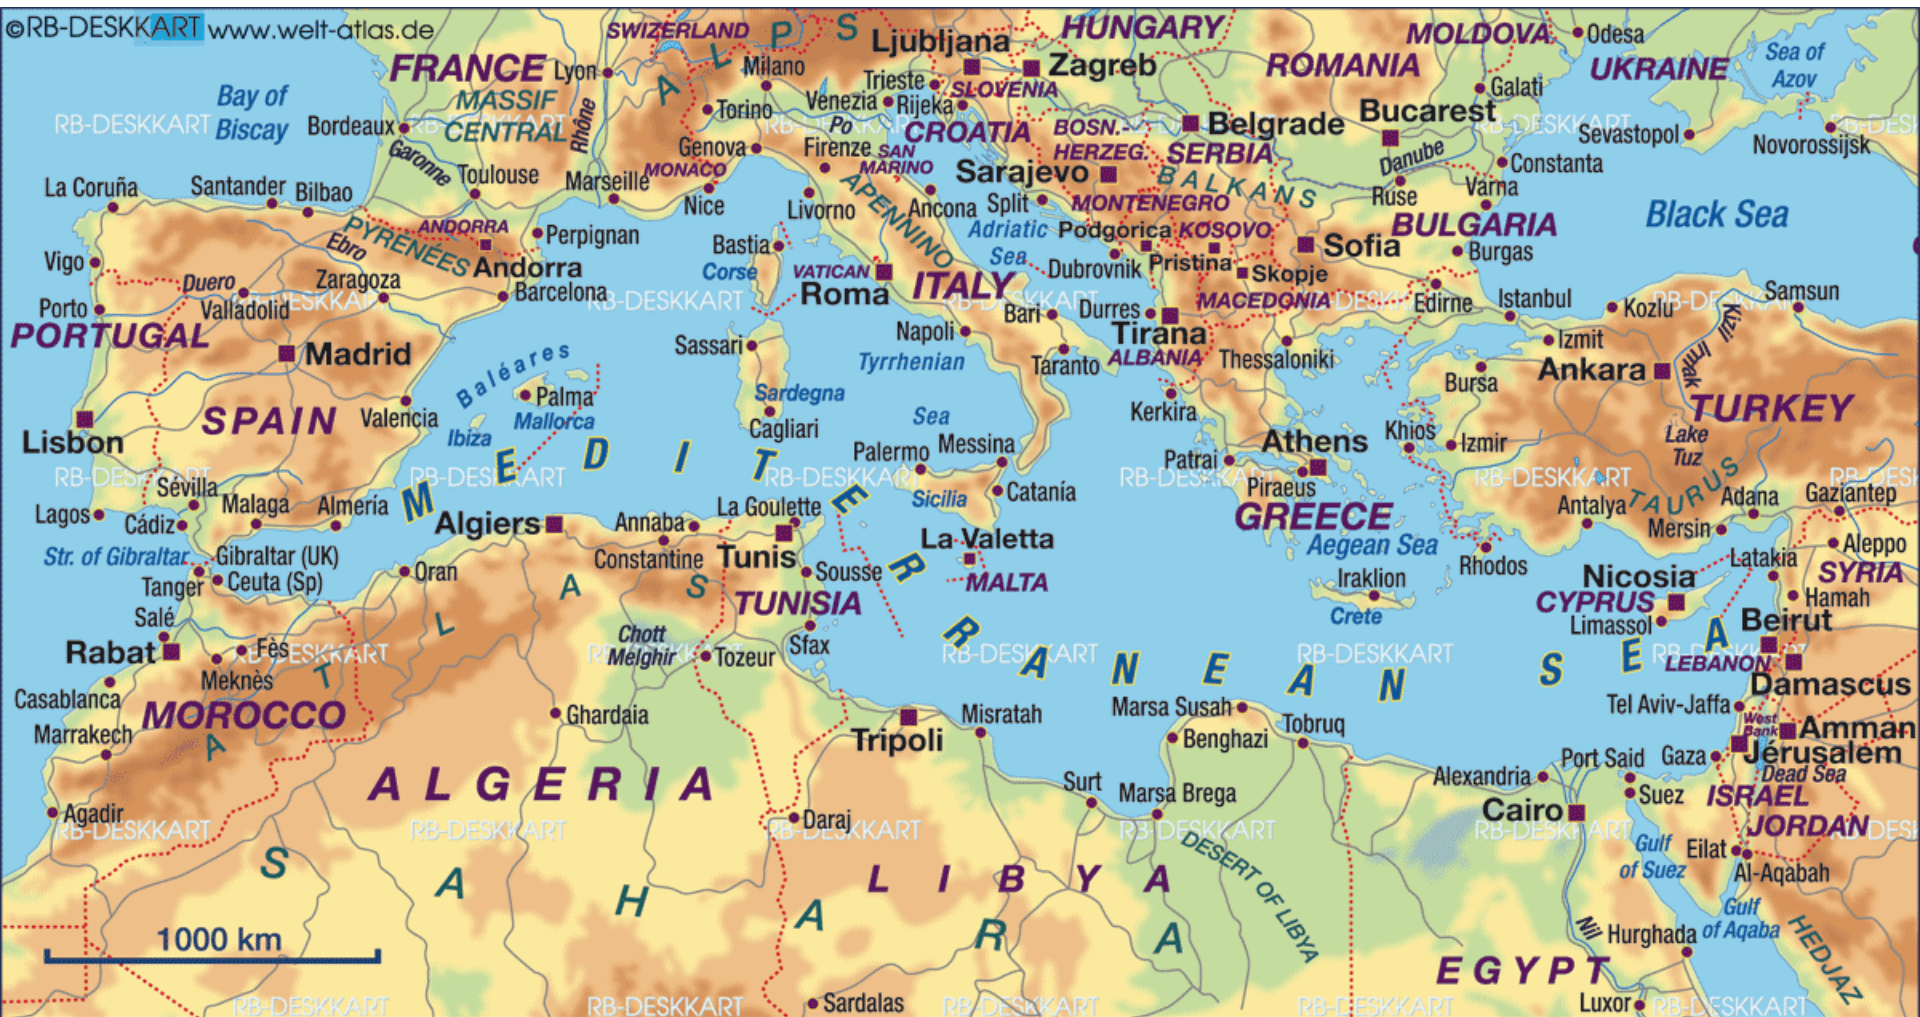 ©RB-DESKKART www.welt-atlas.de
SWIZERLAND
ALPS
Ljubljana
HUNGARY
MOLDOVA
Odesa
Sea of
Azov
FRANCE
Lyon
Milano
Trieste
Zagreb
ROMANIA
UKRAINE
Bay of
Biscay
MASSIF
CENTRAL
Rhône
Torino
Venezia
Rijeka
SLOVENIA
Galati
Bordeaux
Garonne
Po
CROATIA
BOSN.-
HERZEG.
Belgrade
Bucarest
Sevastopol
Novorossijsk
Genova
Firenze
SAN
MARINO
SERBIA
Danube
Constanta
La Coruña
Santander
Bilbao
Toulouse
Marseille
MONACO
Nice
Livorno
APENNINO
Ancona
Sarajevo
Split
BALKANS
MONTENEGRO
Ruse
Varna
BULGARIA
Black Sea
PYRENEES
ANDORRA
Perpignan
Bastia
Corse
Adriatic
Sea
Podgorica
KOSOVO
Sofia
Burgas
Vigo
Ebro
Andorra
VATICAN
Roma
ITALY
Dubrovnik
Pristina
Skopje
Duero
Zaragoza
Barcelona
Porto
Valladolid
PORTUGAL
Bari
Durres
MACEDONIA
Edirne
Istanbul
Kozlu
Samsun
Madrid
Sassari
Napoli
Tirana
ALBANIA
Thessaloniki
Izmit
Kizil Irmak
Baléares
Palma
Mallorca
Ibiza
Tyrrhenian
Sea
Taranto
Bursa
Ankara
TURKEY
Lisbon
SPAIN
Valencia
Sardegna
Cagliari
Kerkira
Athens
Khios
Izmir
Lake
Tuz
MEDITERRANEAN SEA
Palermo
Messina
Patrai
Piraeus
TAURUS
Sévilla
Malaga
Almería
Lagos
Cádiz
Algiers
Annaba
La Goulette
Sicilia
Catanía
GREECE
Aegean Sea
Antalya
Adana
Mersin
Gaziantep
Str. of Gibraltar
Gibraltar (UK)
Tanger
Ceuta (Sp)
Oran
Constantine
Tunis
Sousse
La Valetta
MALTA
Iraklion
Crete
Rhodos
Nicosia
CYPRUS
Limassol
Latakia
Aleppo
SYRIA
Hamah
Salé
Rabat
Fès
Meknès
ATLAS
TUNISIA
Chott
Melghir
Tozeur
Sfax
Beirut
LEBANON
Damascus
Casablanca
MOROCCO
Marrakech
Ghardaia
Tripoli
Misratah
Marsa Susah
Benghazi
Tobruq
Tel Aviv-Jaffa
West
Bank
Amman
Jérusalem
Dead Sea
Agadir
ALGERIA
Daraj
Surt
Marsa Brega
Alexandria
Port Said
Gaza
Cairo
Suez
ISRAEL
JORDAN
SAHARA
LIBYA
DESERT OF LIBYA
Gulf
of Suez
Eilat
Al-Aqabah
Gulf
of Aqaba
1000 km
Nil
Hurghada
HEDJAZ
EGYPT
Sardalas
Luxor
RB-DESKKART